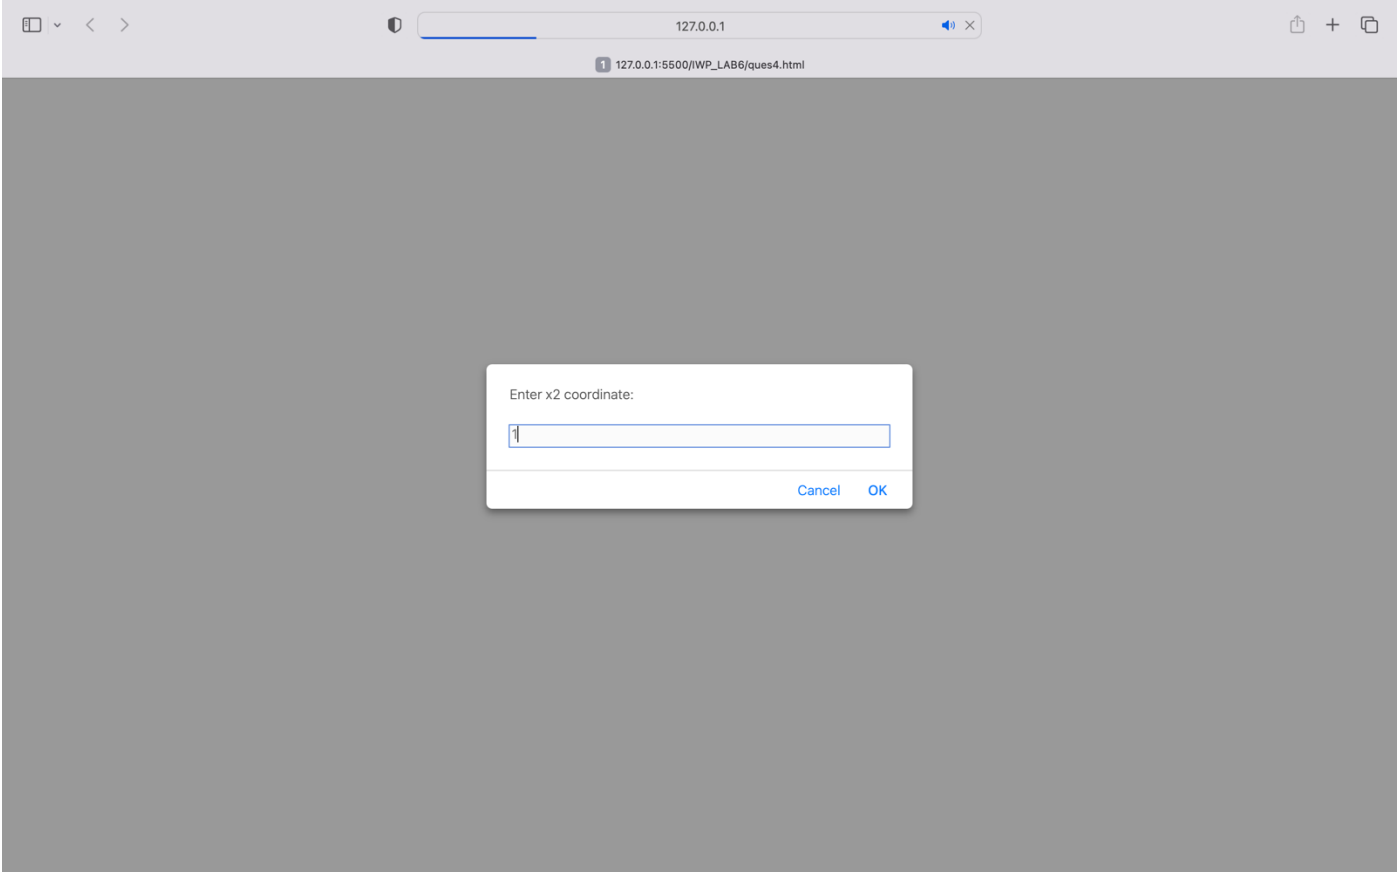 127.0.0.1
1 127.0.0.1:5500/IWP_LAB6/ques4.html
Enter x2 coordinate:
1
Cancel OK